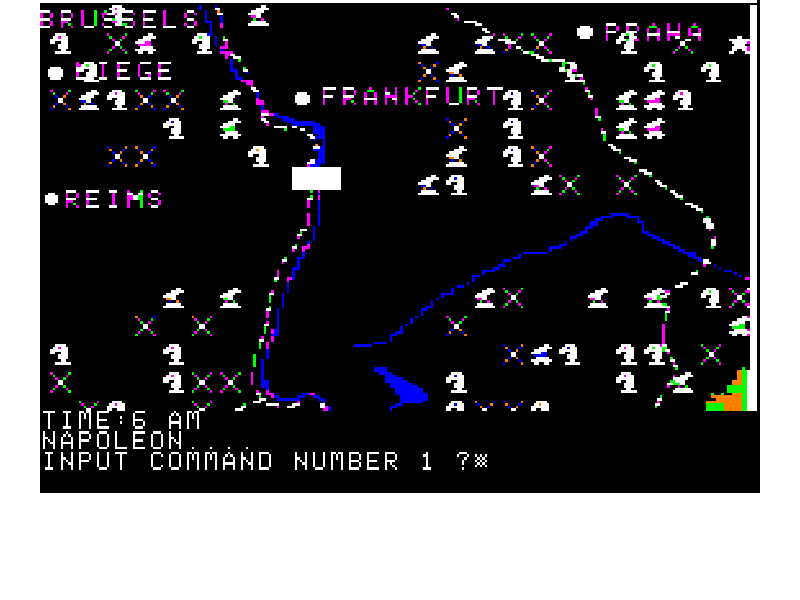 BRUSSELS
PRAHA
LIEGE
FRANKFURT
REIMS
TIME:6 AM
NAPOLEON....
INPUT COMMAND NUMBER 1 ?※